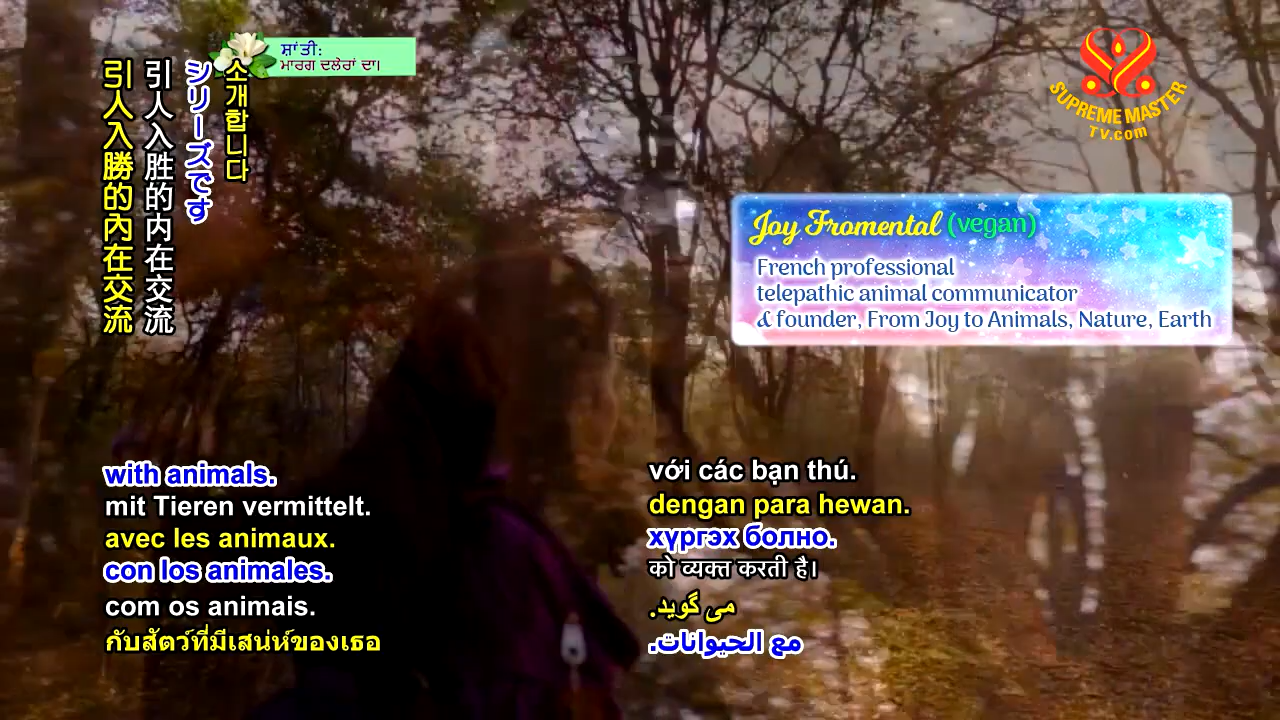 ਸ਼ਾਂਤੀ:
ਮਾਰਗ ਦਲੇਰਾਂ ਦਾ।
소개합니다
シリーズです
引人入胜的内在交流
引人入勝的內在交流
SUPREME MASTER
TV.com
Joy Fromental (vegan)
French professional
telepathic animal communicator
& founder, From Joy to Animals, Nature, Earth
with animals.
mit Tieren vermittelt.
avec les animaux.
con los animales.
com os animais.
กับสัตว์ที่มีเสน่ห์ของเธอ
với các bạn thú.
dengan para hewan.
хүргэх болно.
को व्यक्त करती है।
می گوید.
مع الحيوانات.